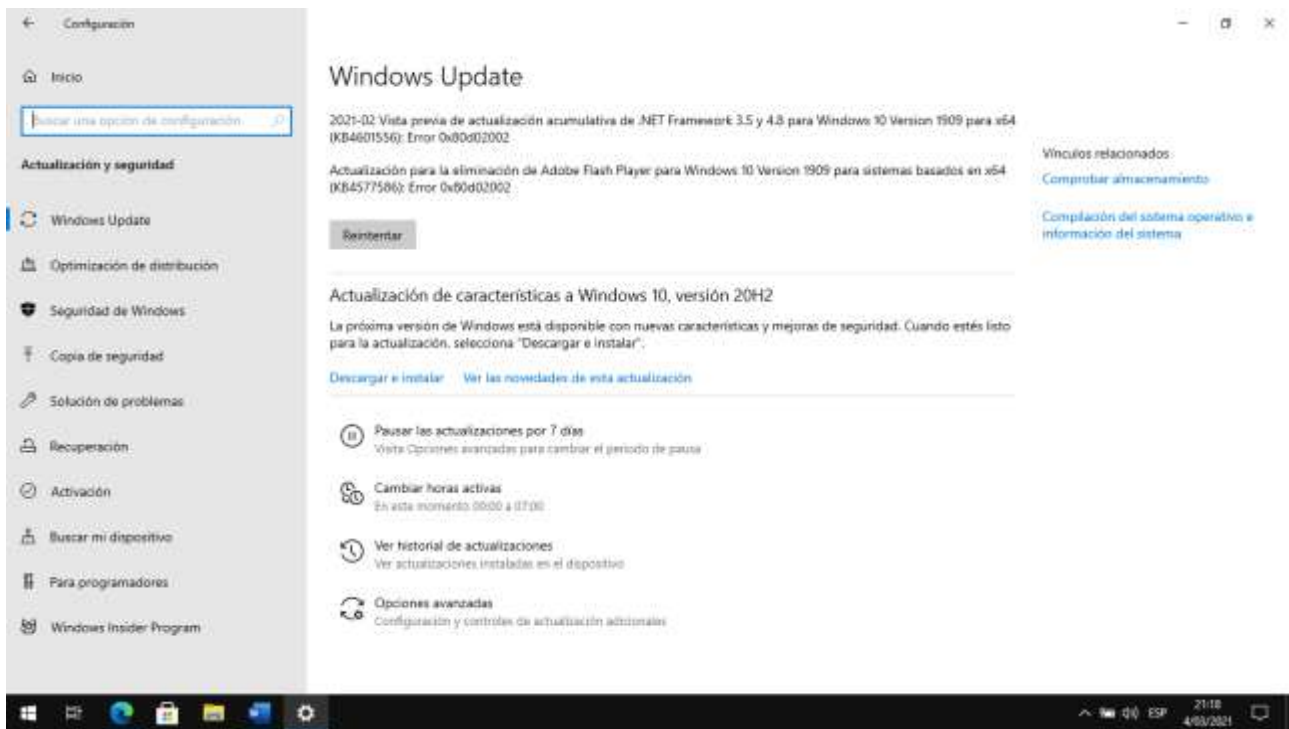 Configuración
Inicio
Buscar una opción de configuración
Actualización y seguridad
Windows Update
Optimización de distribución
Seguridad de Windows
Copia de seguridad
Solución de problemas
Recuperación
Activación
Buscar mi dispositivo
Para programadores
Windows Insider Program
Windows Update
2021-02 Vista previa de actualización acumulativa de .NET Framework 3.5 y 4.8 para Windows 10 Version 1909 para x64
(KB4601556): Error 0x80d02002
Actualización para la eliminación de Adobe Flash Player para Windows 10 Version 1909 para sistemas basados en x64
(KB4577586): Error 0x80d02002
Reintentar
Actualización de características a Windows 10, versión 20H2
La próxima versión de Windows está disponible con nuevas características y mejoras de seguridad. Cuando estés listo
para la actualización, selecciona "Descargar e instalar".
Descargar e instalar Ver las novedades de esta actualización
Pausar las actualizaciones por 7 días
Visita Opciones avanzadas para cambiar el período de pausa
Cambiar horas activas
En este momento 00:00 a 07:00
Ver historial de actualizaciones
Ver actualizaciones instaladas en el dispositivo
Opciones avanzadas
Configuración y controles de actualización adicionales
Vínculos relacionados
Comprobar almacenamiento
Compilación del sistema operativo e
información del sistema
ESP
21:18
4/03/2021